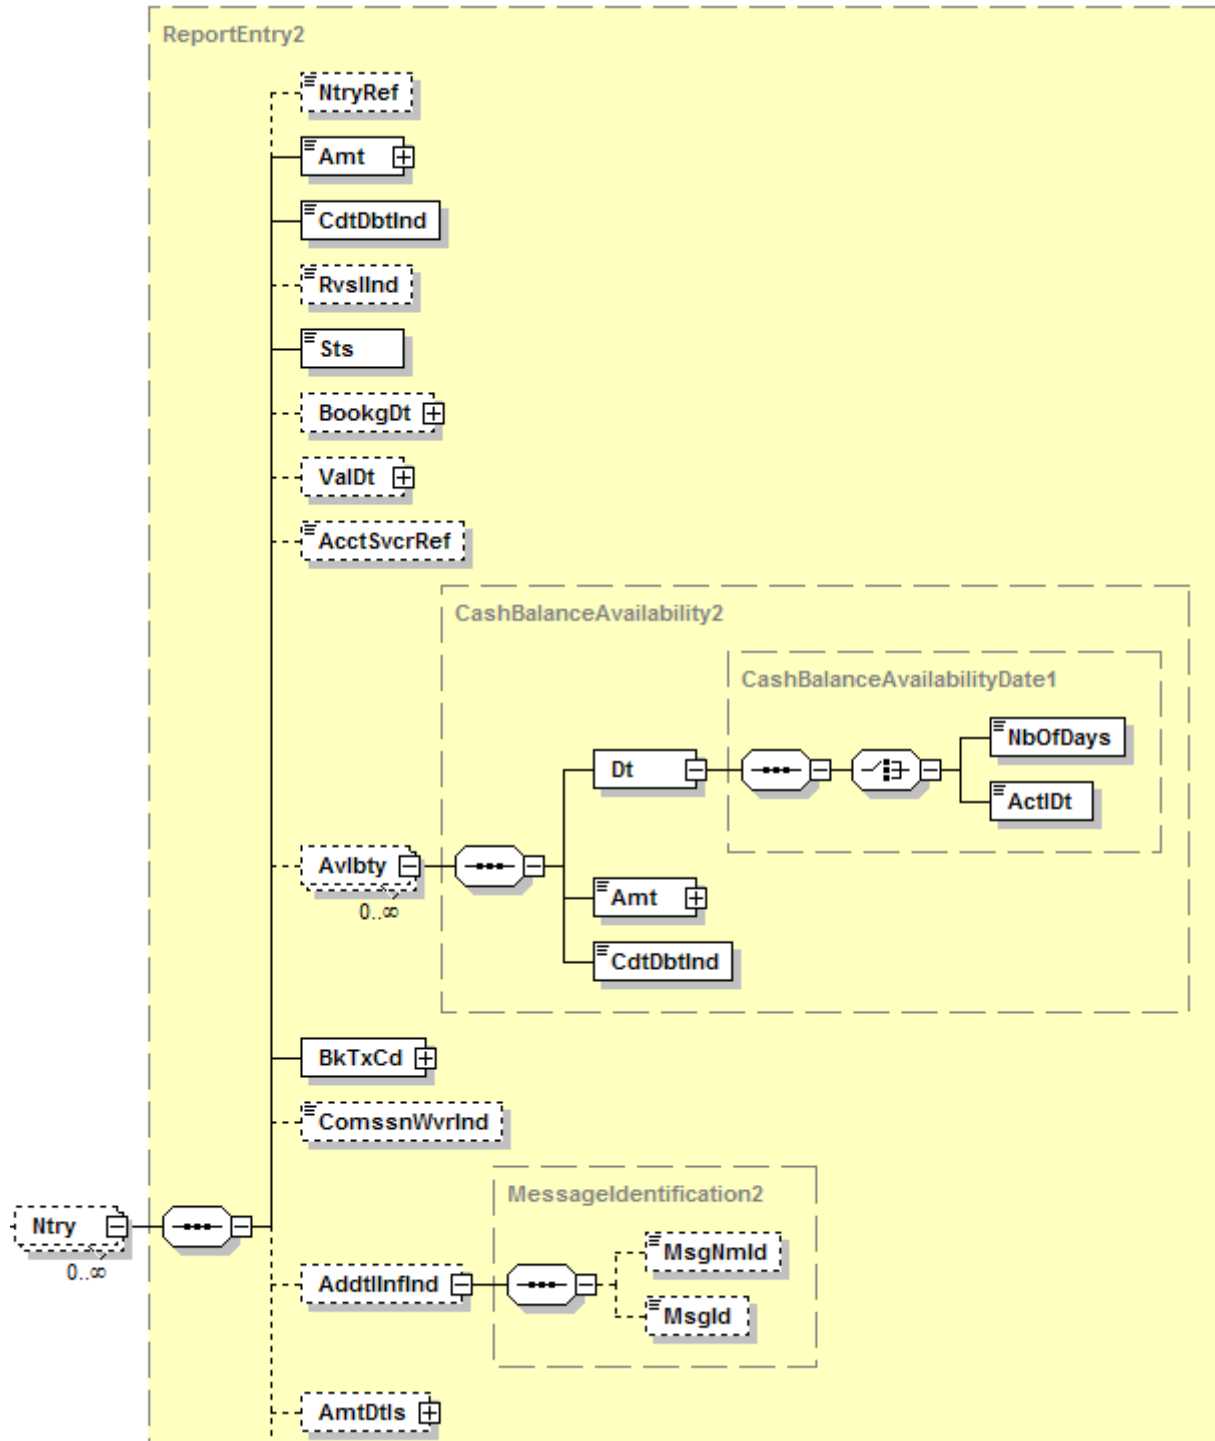 ReportEntry2
NtryRef
Amt
CdtDbtInd
RvslInd
Sts
BookgDt
ValDt
AcctSvcrRef
CashBalanceAvailability2
CashBalanceAvailabilityDate1
NbOfDays
Dt
ActlDt
Avlbty
0..∞
Amt
CdtDbtInd
BkTxCd
ComssnWvrInd
MessageIdentification2
Ntry
0..∞
MsgNmId
AddtlInfInd
MsgId
AmtDtls